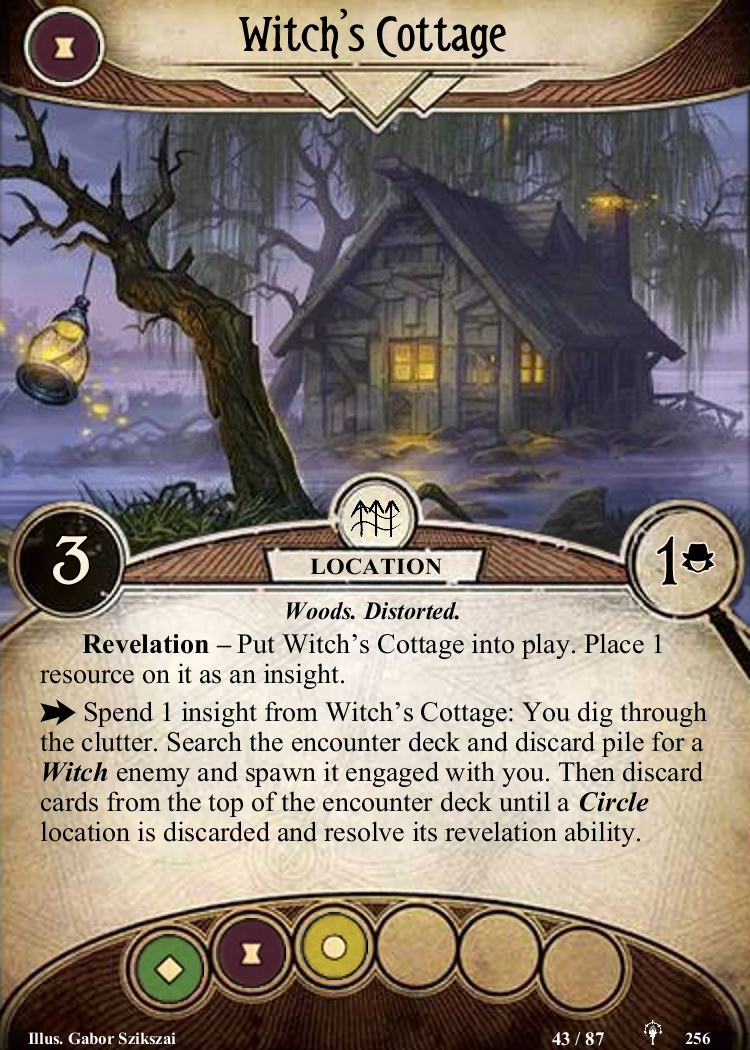 Witch's Cottage
3
LOCATION
1
Woods. Distorted.
Revelation – Put Witch's Cottage into play. Place 1
resource on it as an insight.
Spend 1 insight from Witch's Cottage: You dig through
the clutter. Search the encounter deck and discard pile for a
Witch enemy and spawn it engaged with you. Then discard
cards from the top of the encounter deck until a Circle
location is discarded and resolve its revelation ability.
Illus. Gabor Szikszai
43 / 87
256